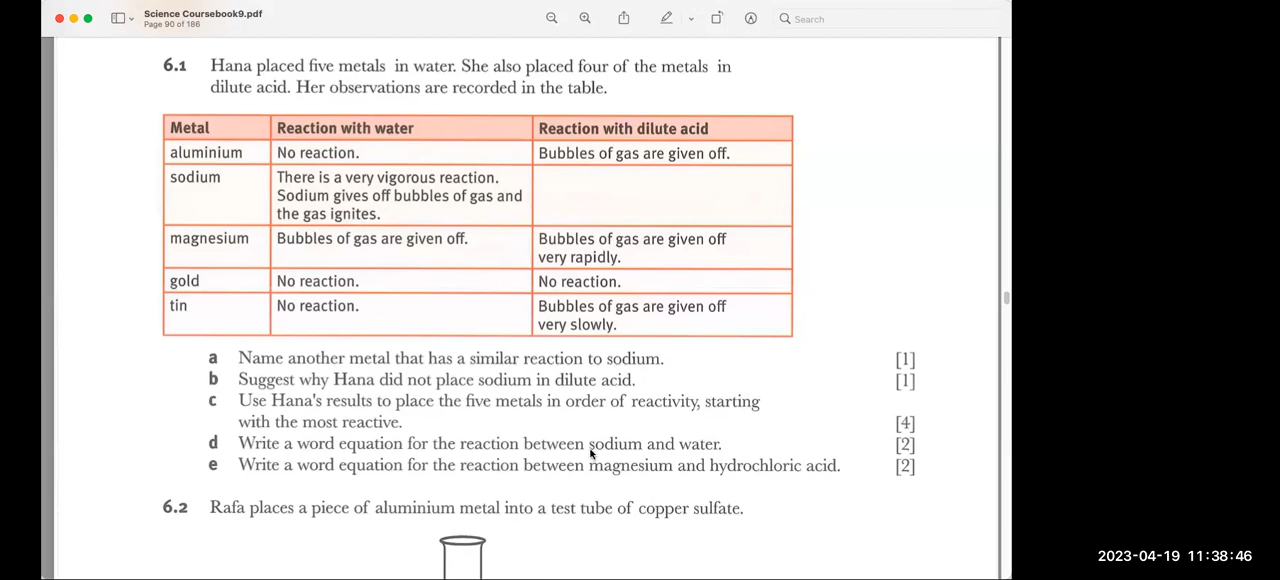 Science Coursebook9.pdf
Page 90 of 186
Search
6.1 Hana placed five metals in water. She also placed four of the metals in
dilute acid. Her observations are recorded in the table.
Metal Reaction with water Reaction with dilute acid
aluminium No reaction. Bubbles of gas are given off.
sodium There is a very vigorous reaction.
Sodium gives off bubbles of gas and
the gas ignites.
magnesium Bubbles of gas are given off. Bubbles of gas are given off
very rapidly.
gold No reaction. No reaction.
tin No reaction. Bubbles of gas are given off
very slowly.
a Name another metal that has a similar reaction to sodium. [1]
b Suggest why Hana did not place sodium in dilute acid. [1]
c Use Hana's results to place the five metals in order of reactivity, starting
with the most reactive. [4]
d Write a word equation for the reaction between sodium and water. [2]
e Write a word equation for the reaction between magnesium and hydrochloric acid. [2]
6.2 Rafa places a piece of aluminium metal into a test tube of copper sulfate.
2023-04-19 11:38:46